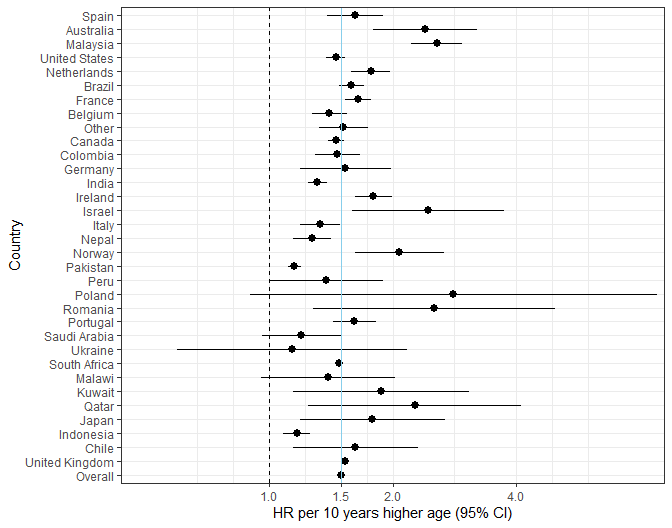 Spain
Australia
Malaysia
United States
Netherlands
Brazil
France
Belgium
Other
Canada
Colombia
Germany
India
Ireland
Israel
Italy
Nepal
Norway
Pakistan
Peru
Poland
Romania
Portugal
Saudi Arabia
Ukraine
South Africa
Malawi
Kuwait
Qatar
Japan
Indonesia
Chile
United Kingdom
Overall
Country
1.0 1.5 2.0 4.0
HR per 10 years higher age (95% CI)